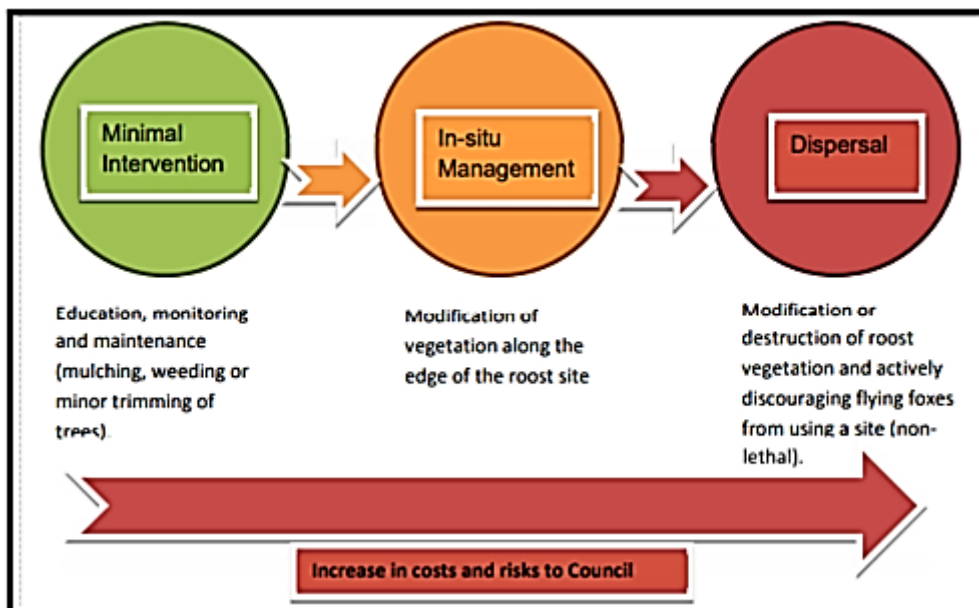 Minimal
Intervention
In-situ
Management
Dispersal
Education, monitoring
and maintenance
(mulching, weeding or
minor trimming of
trees).
Modification of
vegetation along the
edge of the roost site
Modification or
destruction of roost
vegetation and actively
discouraging flying foxes
from using a site (non-
lethal).
Increase in costs and risks to Council